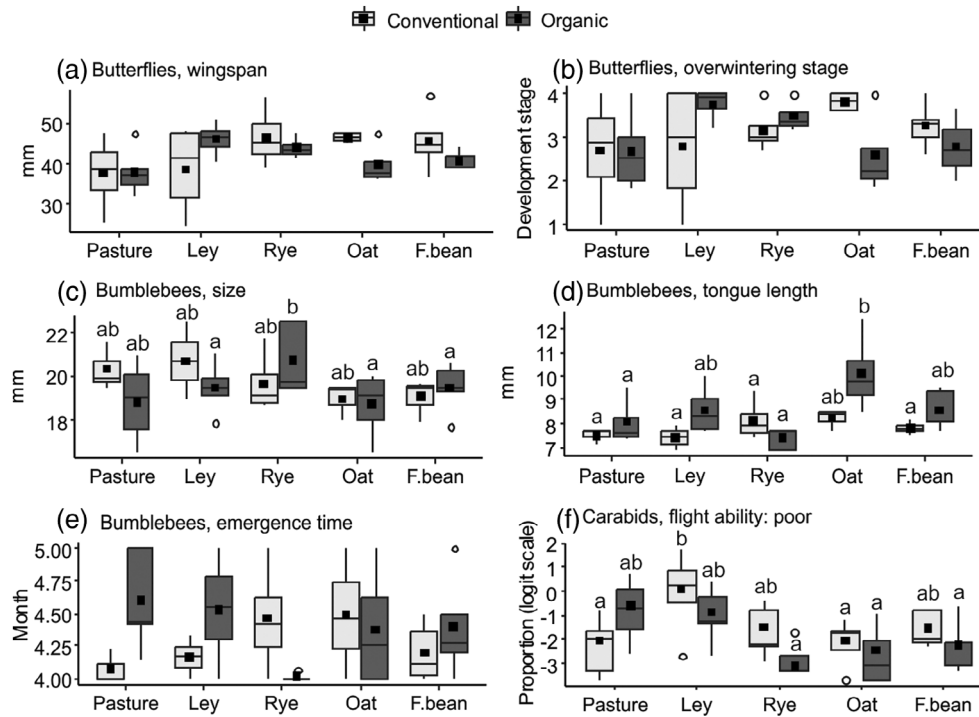 Conventional Organic
(a) Butterflies, wingspan
mm
50
40
30
Pasture Ley Rye Oat F.bean
(b) Butterflies, overwintering stage
Development stage
4
3
2
1
Pasture Ley Rye Oat F.bean
(c) Bumblebees, size
mm
22
20
18
ab ab ab a ab b ab a ab a
Pasture Ley Rye Oat F.bean
(d) Bumblebees, tongue length
mm
12
11
10
9
8
7
a a a ab a a ab b a ab
Pasture Ley Rye Oat F.bean
(e) Bumblebees, emergence time
Month
5.00
4.75
4.50
4.25
4.00
Pasture Ley Rye Oat F.bean
(f) Carabids, flight ability: poor
Proportion (logit scale)
2
1
0
-1
-2
-3
a ab b ab ab a a a ab a
Pasture Ley Rye Oat F.bean